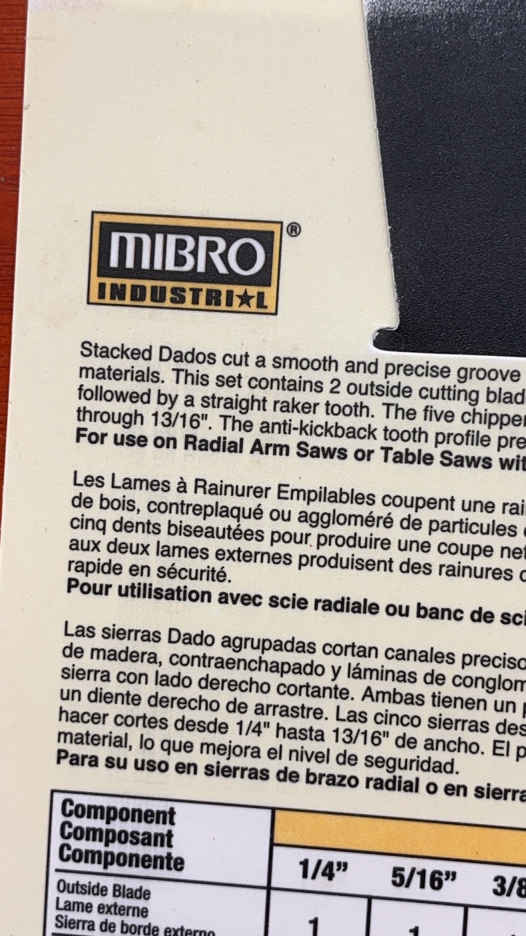 MIBRO®
INDUSTRIAL
Stacked Dados cut a smooth and precise groove
materials. This set contains 2 outside cutting
followed by a straight raker tooth. The five
through 13/16". The anti-kickback tooth profile
For use on Radial Arm Saws or Table Saws
Les Lames à Rainurer Empilables coupent une
de bois, contreplaqué ou aggloméré de particules
cinq dents biseautées pour produire une coupe
aux deux lames externes produisent des rainures
rapide en sécurité.
Pour utilisation avec scie radiale ou banc de
Las sierras Dado agrupadas cortan canales
de madera, contraenchapado y láminas de
sierra con lado derecho cortante. Ambas tienen un
un diente derecho de arrastre. Las cinco sierras
hacer cortes desde 1/4" hasta 13/16" de ancho. El
material, lo que mejora el nivel de seguridad.
Para su uso en sierras de brazo radial o en
Component
Composant
Componente
1/4” 5/16” 3/8
Outside Blade
Lame externe
Sierra de borde externo
1 1